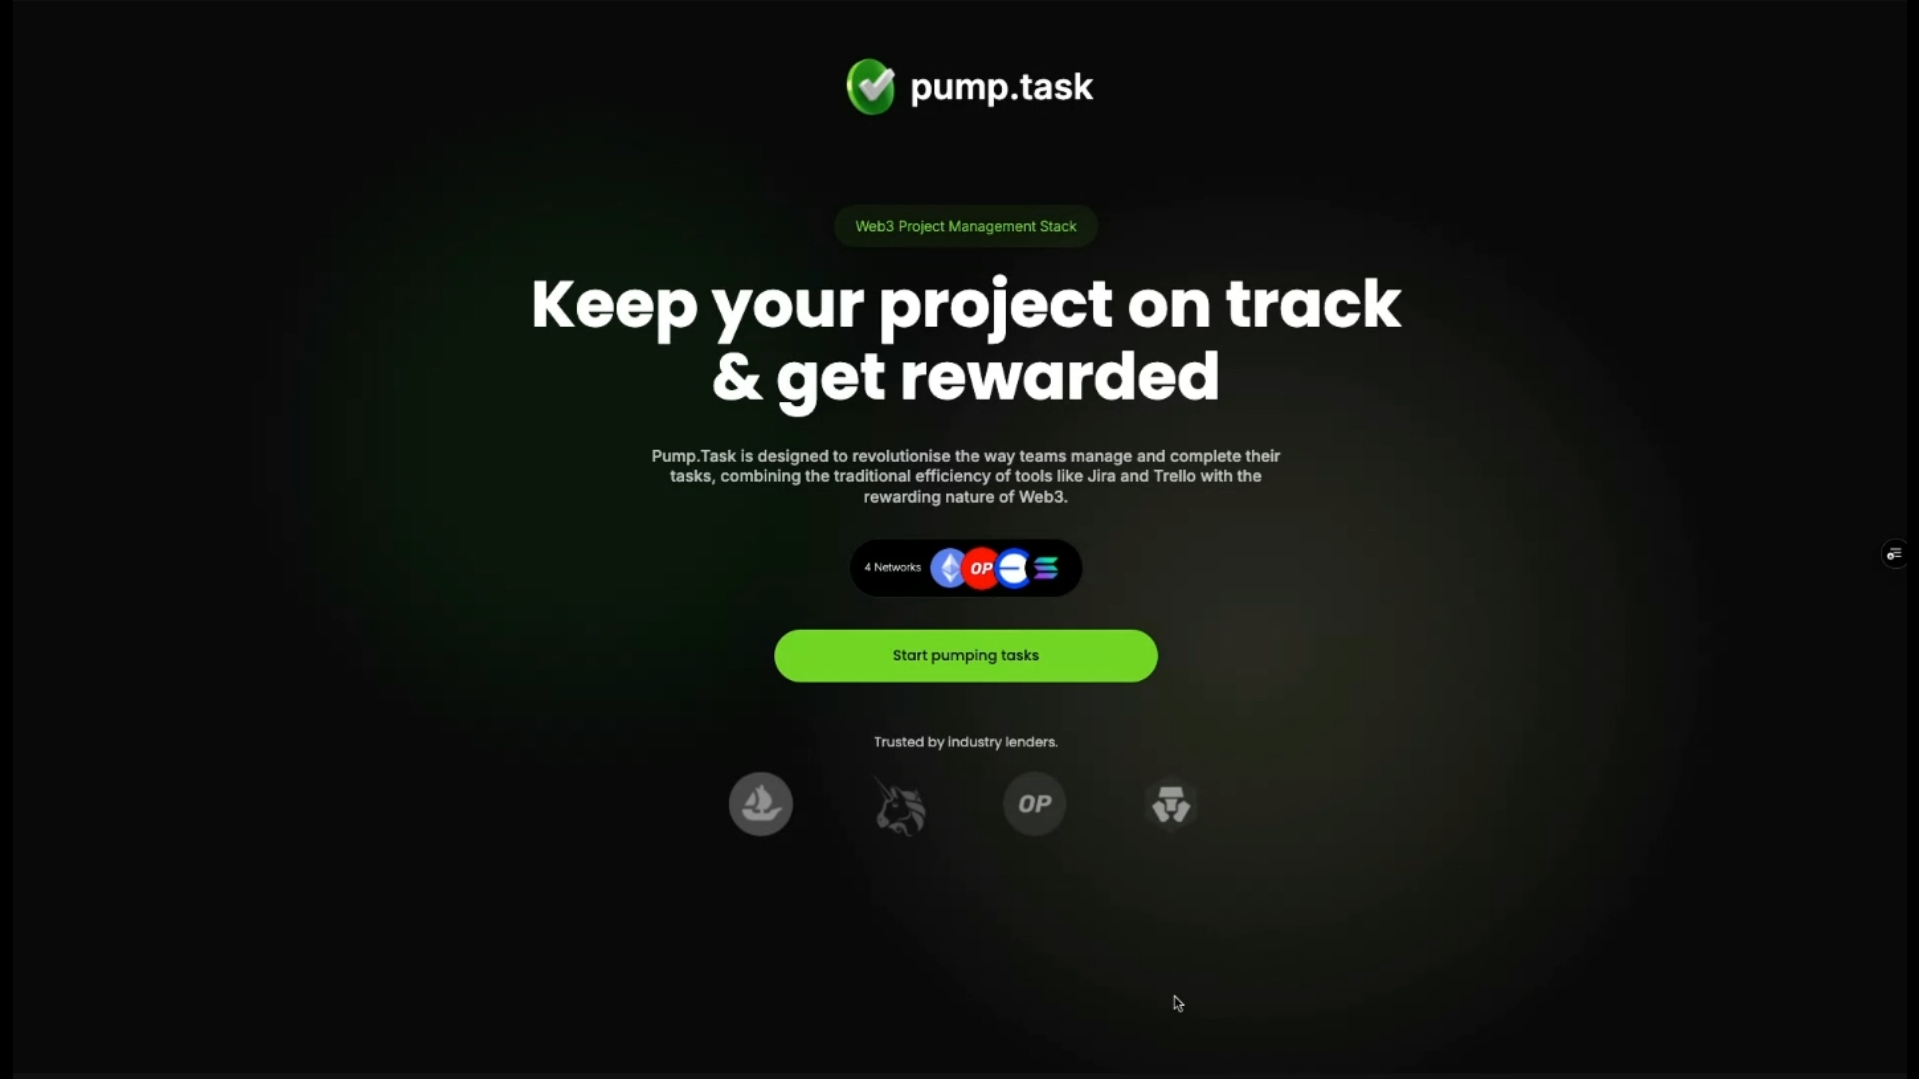 pump.task
Web3 Project Management Stack
Keep your project on track
& get rewarded
Pump.Task is designed to revolutionise the way teams manage and complete their
tasks, combining the traditional efficiency of tools like Jira and Trello with the
rewarding nature of Web3.
4 Networks OP
Start pumping tasks
Trusted by industry lenders.
OP